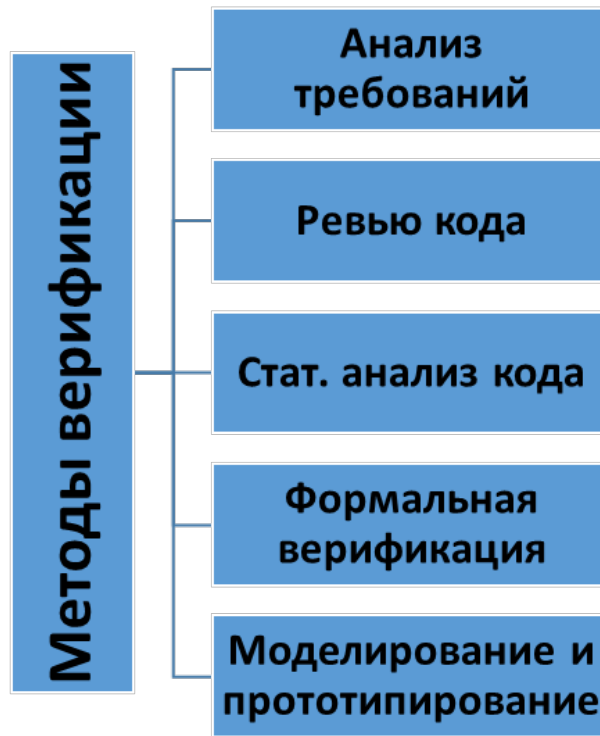 Методы верификации
Анализ
требований
Ревью кода
Стат. анализ кода
Формальная
верификация
Моделирование и
прототипирование